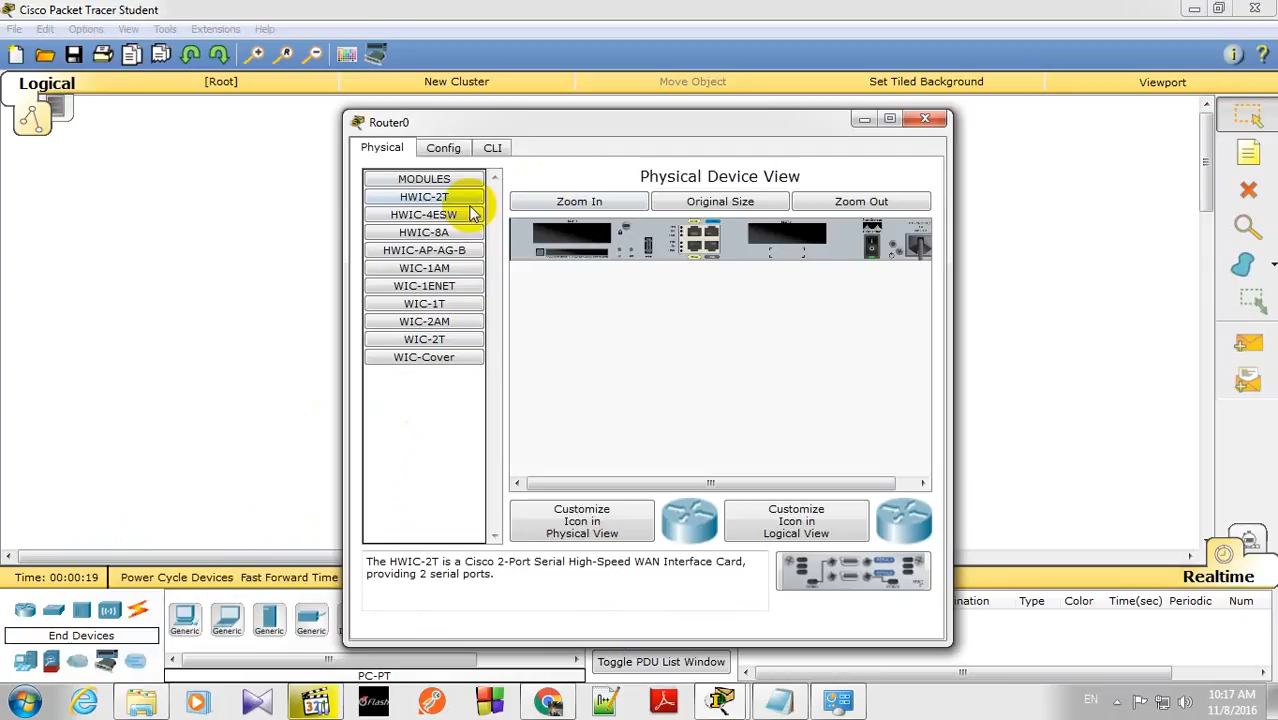 Cisco Packet Tracer Student
File Edit Options View Tools Extensions Help
Logical [Root] New Cluster Move Object Set Tiled Background Viewport
Router0
Physical Config CLI
MODULES
HWIC-2T
HWIC-4ESW
HWIC-8A
HWIC-AP-AG-B
WIC-1AM
WIC-1ENET
WIC-1T
WIC-2AM
WIC-2T
WIC-Cover
Physical Device View
Zoom In Original Size Zoom Out
Customize
Icon in
Physical View
Customize
Icon in
Logical View
The HWIC-2T is a Cisco 2-Port Serial High-Speed WAN Interface Card,
providing 2 serial ports.
Time: 00:00:19 Power Cycle Devices Fast Forward Time
Realtime
End Devices
Generic Generic Generic Generic
PC-PT
Toggle PDU List Window
ination Type Color Time(sec) Periodic Num
EN
10:17 AM
11/8/2016